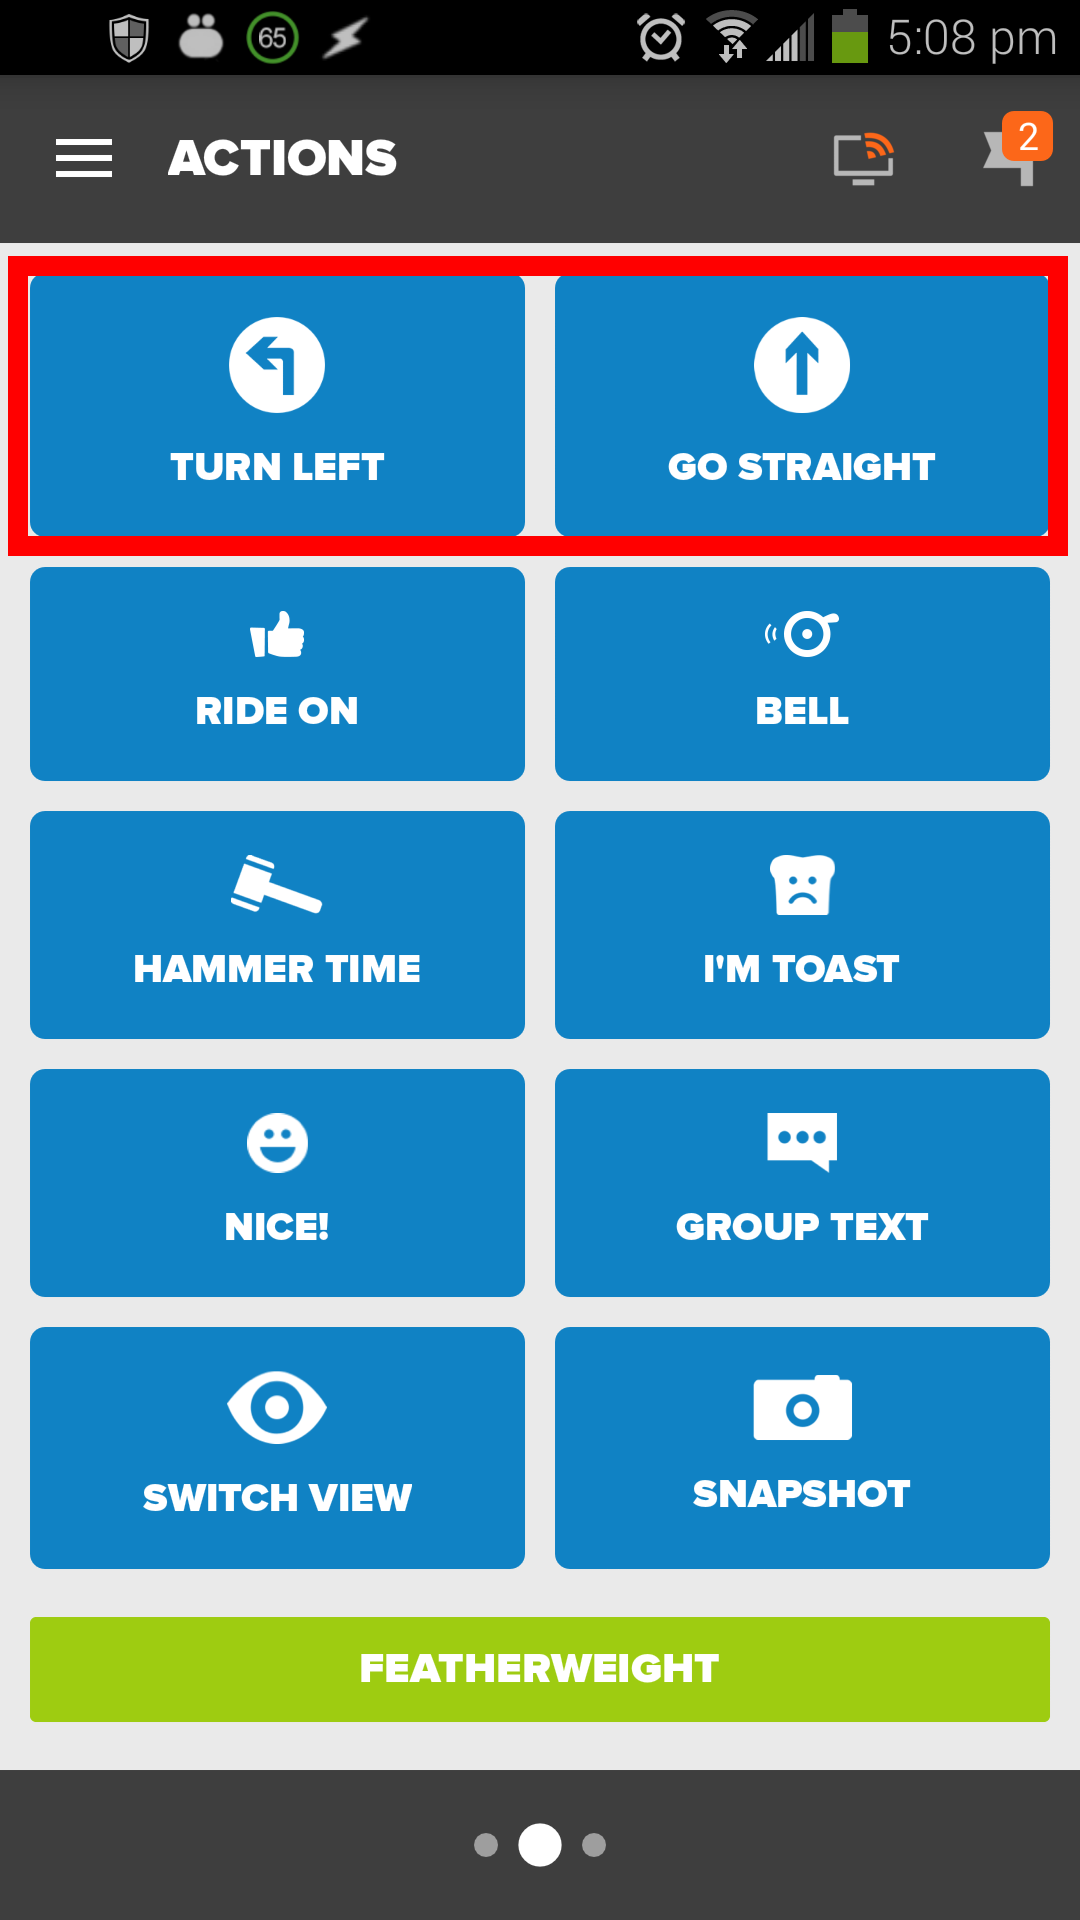 65 5:08 pm
ACTIONS 2
TURN LEFT GO STRAIGHT
RIDE ON BELL
HAMMER TIME I'M TOAST
NICE! GROUP TEXT
SWITCH VIEW SNAPSHOT
FEATHERWEIGHT